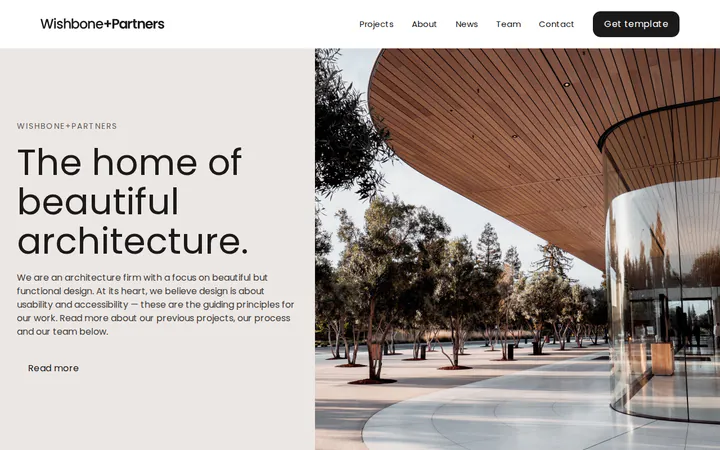 Wishbone+Partners
Projects
About
News
Team
Contact
Get template
WISHBONE+PARTNERS
The home of
beautiful
architecture.
We are an architecture firm with a focus on beautiful but
functional design. At its heart, we believe design is about
usability and accessibility — these are the guiding principles for
our work. Read more about our previous projects, our process
and our team below.
Read more